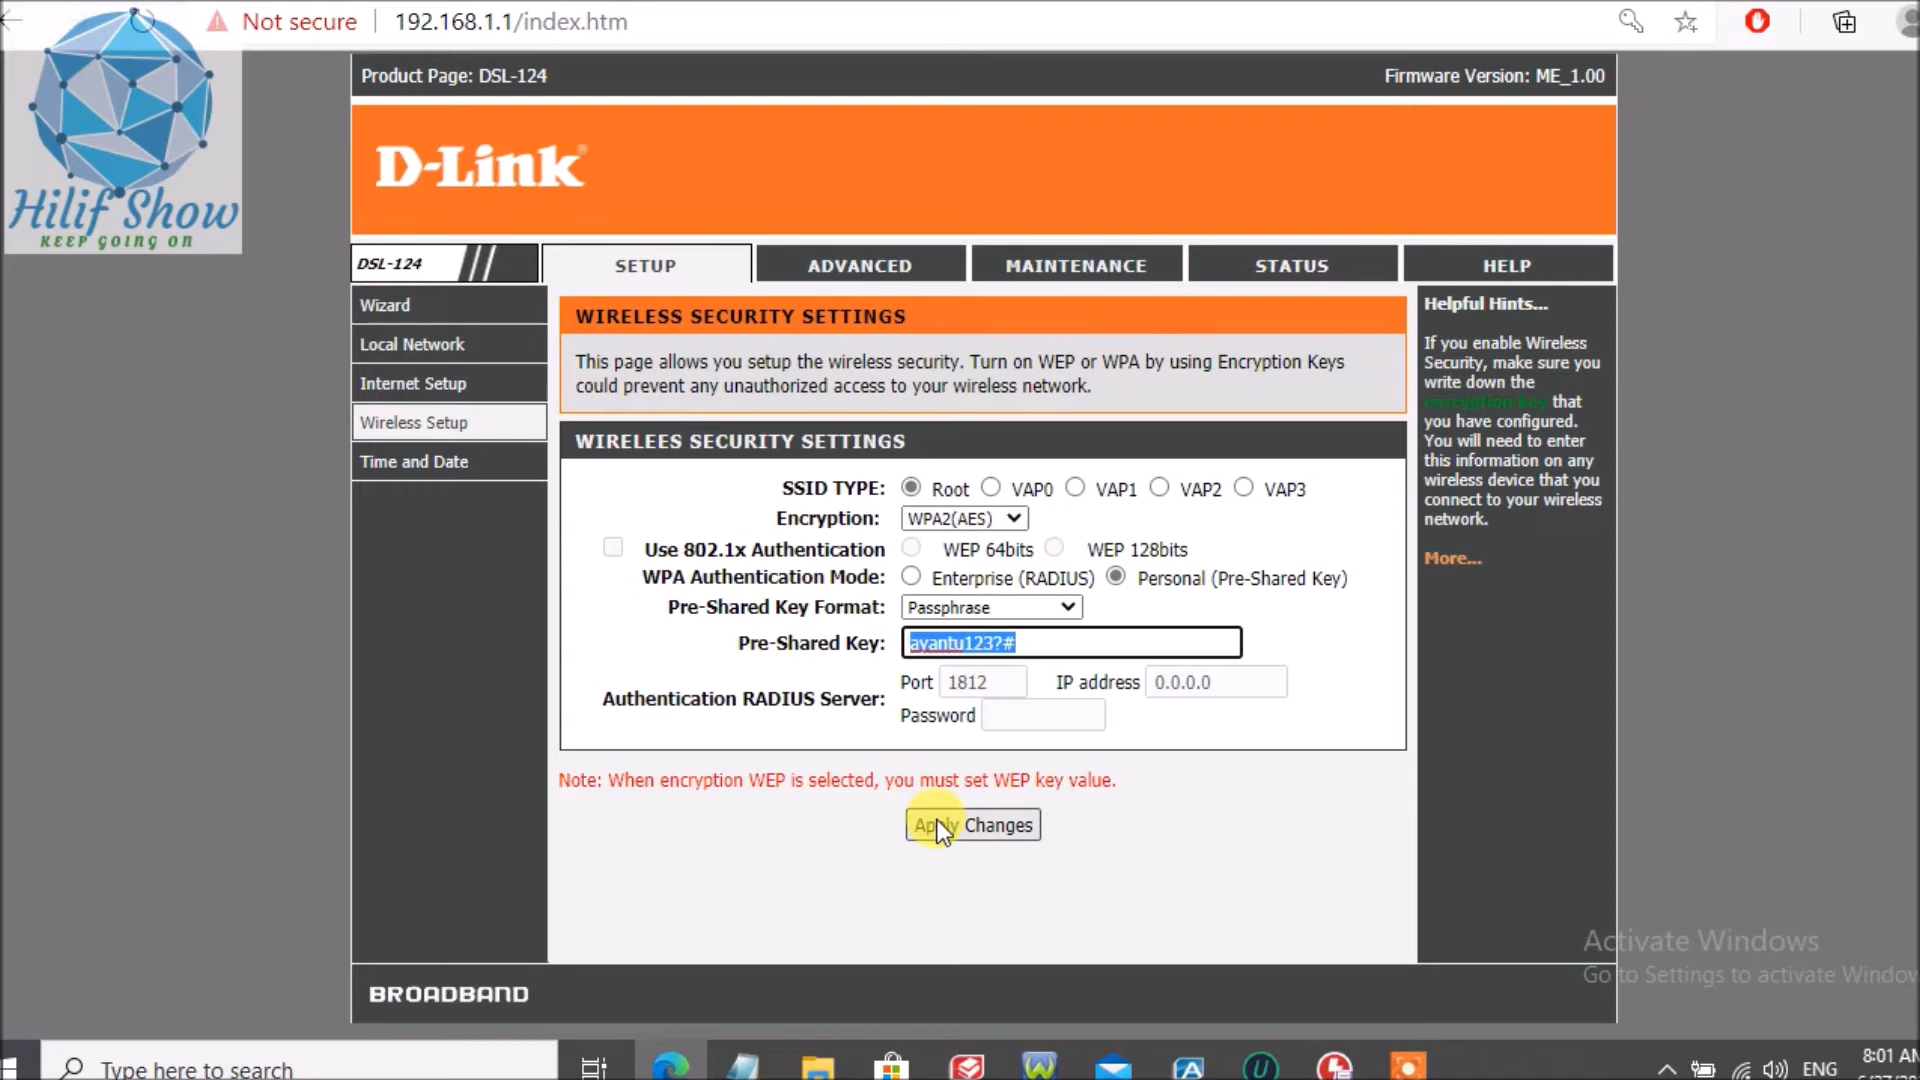 Not secure
192.168.1.1/index.htm
Hilif Show
KEEP GOING ON
Product Page: DSL-124
Firmware Version: ME_1.00
D-Link
DSL-124
SETUP
ADVANCED
MAINTENANCE
STATUS
HELP
Wizard
Local Network
Internet Setup
Wireless Setup
Time and Date
WIRELESS SECURITY SETTINGS
This page allows you setup the wireless security. Turn on WEP or WPA by using Encryption Keys
could prevent any unauthorized access to your wireless network.
WIRELEES SECURITY SETTINGS
SSID TYPE: Root VAP0 VAP1 VAP2 VAP3
Encryption: WPA2(AES)
Use 802.1x Authentication WEP 64bits WEP 128bits
WPA Authentication Mode: Enterprise (RADIUS) Personal (Pre-Shared Key)
Pre-Shared Key Format: Passphrase
Pre-Shared Key: ayantu123?#
Authentication RADIUS Server: Port 1812 IP address 0.0.0.0
Password
Note: When encryption WEP is selected, you must set WEP key value.
Apply Changes
Helpful Hints...
If you enable Wireless
Security, make sure you
write down the
encryption key that
you have configured.
You will need to enter
this information on any
wireless device that you
connect to your wireless
network.
More...
BROADBAND
Activate Windows
Go to Settings to activate Window
Type here to search
ENG
8:01 AM